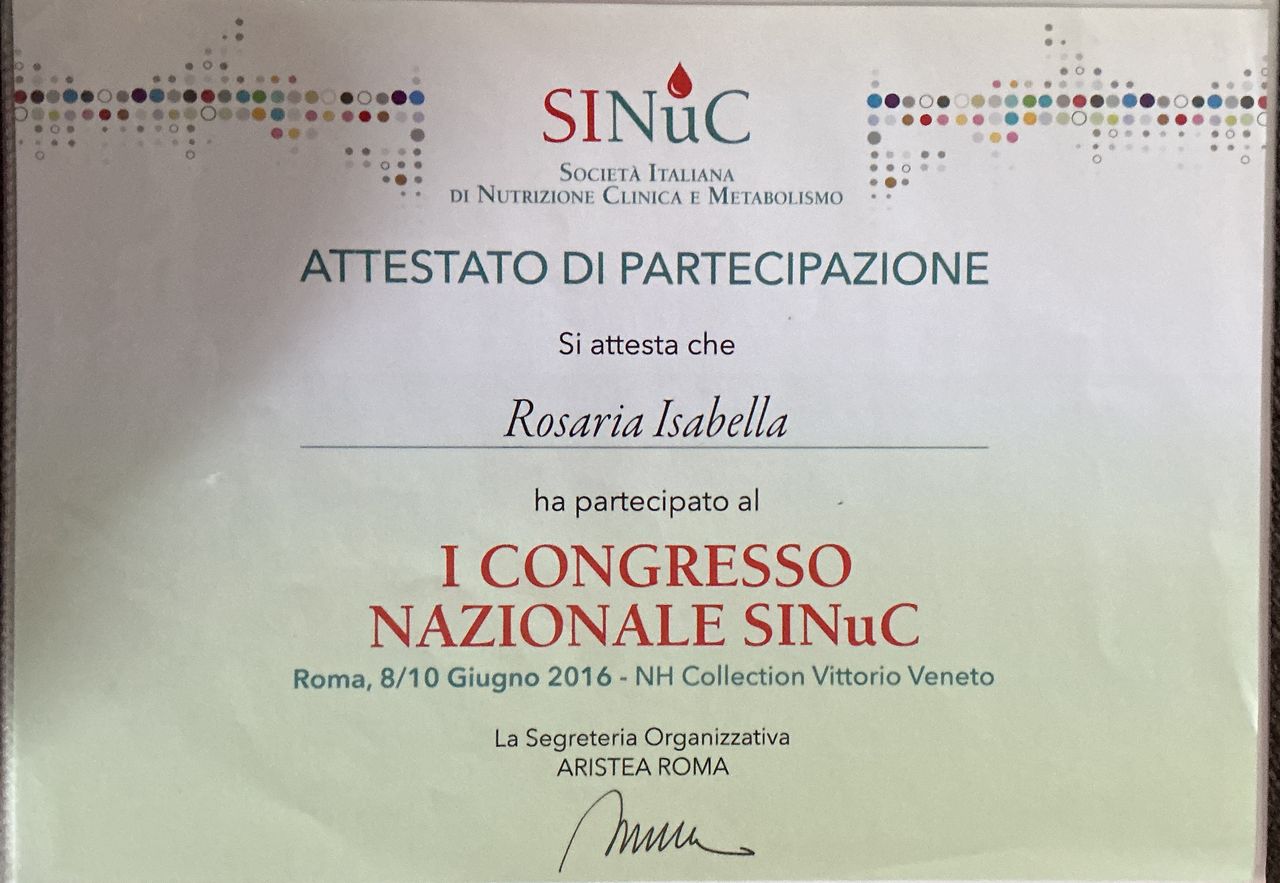 SINuC
SOCIETÀ ITALIANA
DI NUTRIZIONE CLINICA E METABOLISMO
ATTESTATO DI PARTECIPAZIONE
Si attesta che
Rosaria Isabella
ha partecipato al
I CONGRESSO
NAZIONALE SINuC
Roma, 8/10 Giugno 2016 - NH Collection Vittorio Veneto
La Segreteria Organizzativa
ARISTEA ROMA